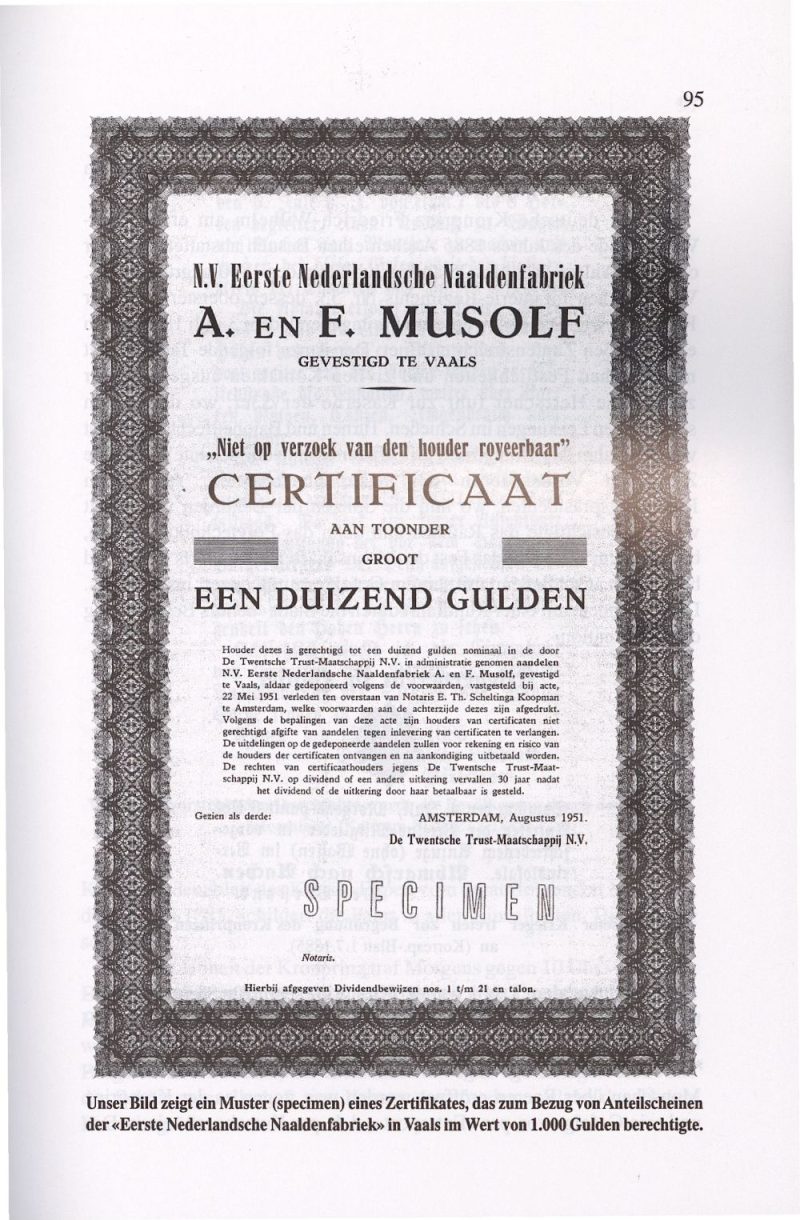 95
N.V. Eerste Nederlandsche Naaldenfabriek
A. EN F. MUSOLF
GEVESTIGD TE VAALS
„Niet op verzoek van den houder royeerbaar”
CERTIFICAAT
AAN TOONDER
GROOT
EEN DUIZEND GULDEN
Houder dezes is gerechtigd tot een duizend gulden nominaal in de door
De Twentsche Trust-Maatschappij N.V. in administratie genomen aandelen
N.V. Eerste Nederlandsche Naaldenfabriek A. en F. Musolf, gevestigd
te Vaals, aldaar gedeponeerd volgens de voorwaarden, vastgesteld bij acte,
22 Mei 1951 verleden ten overstaan van Notaris E. Th. Scheltinga Koopman
te Amsterdam, welke voorwaarden aan de achterzijde dezes zijn afgedrukt.
Volgens de bepalingen van deze acte zijn houders van certificaten niet
gerechtigd afgifte van aandelen tegen inlevering van certificaten te verlangen.
De uitdelingen op de gedeponeerde aandelen zullen voor rekening en risico van
de houders der certificaten ontvangen en na aankondiging uitbetaald worden.
De rechten van certificaathouders jegens De Twentsche Trust-Maat-
schappij N.V. op dividend of een andere uitkering vervallen 30 jaar nadat
het dividend of de uitkering door haar betaalbaar is gesteld.
Gezien als derde:
AMSTERDAM, Augustus 1951.
De Twentsche Trust-Maatschappij N.V.
SPECIMEN
Notaris.
Hierbij afgegeven Dividendbewijzen nos. 1 t/m 21 en talon.
Unser Bild zeigt ein Muster (specimen) eines Zertifikates, das zum Bezug von Anteilscheinen
der «Eerste Nederlandsche Naaldenfabriek» in Vaals im Wert von 1.000 Gulden berechtigte.